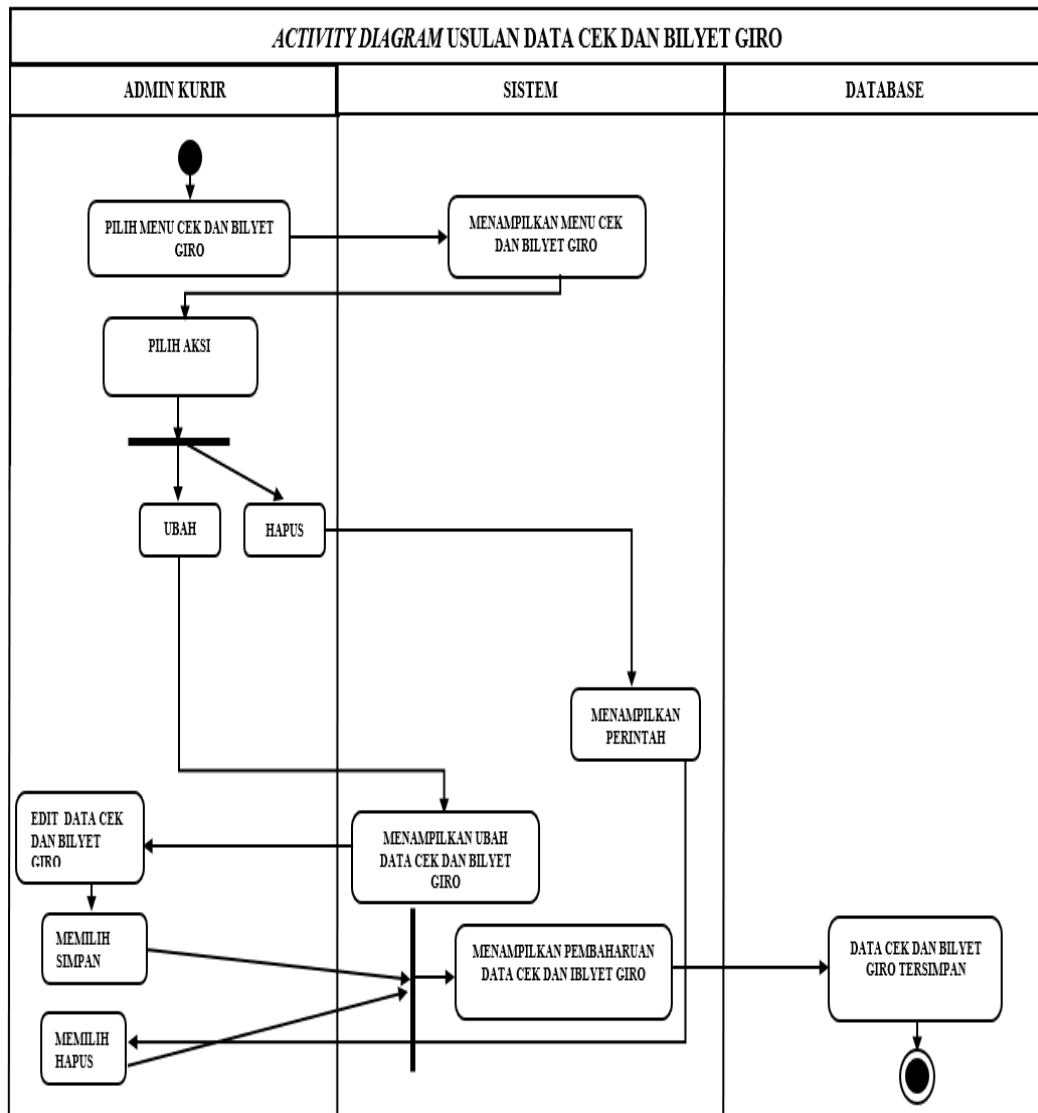 ACTIVITY DIAGRAM USULAN DATA CEK DAN BILYET GIRO
ADMIN KURIR
SISTEM
DATABASE
PILIH MENU CEK DAN BILYET
GIRO
MENAMPILKAN MENU CEK
DAN BILYET GIRO
PILIH AKSI
UBAH
HAPUS
MENAMPILKAN
PERINTAH
EDIT DATA CEK
DAN BILYET
GIRO
MENAMPILKAN UBAH
DATA CEK DAN BILYET
GIRO
MEMILIH
SIMPAN
MENAMPILKAN PEMBAHARUAN
DATA CEK DAN IBLYET GIRO
DATA CEK DAN BILYET
GIRO TERSIMPAN
MEMILIH
HAPUS